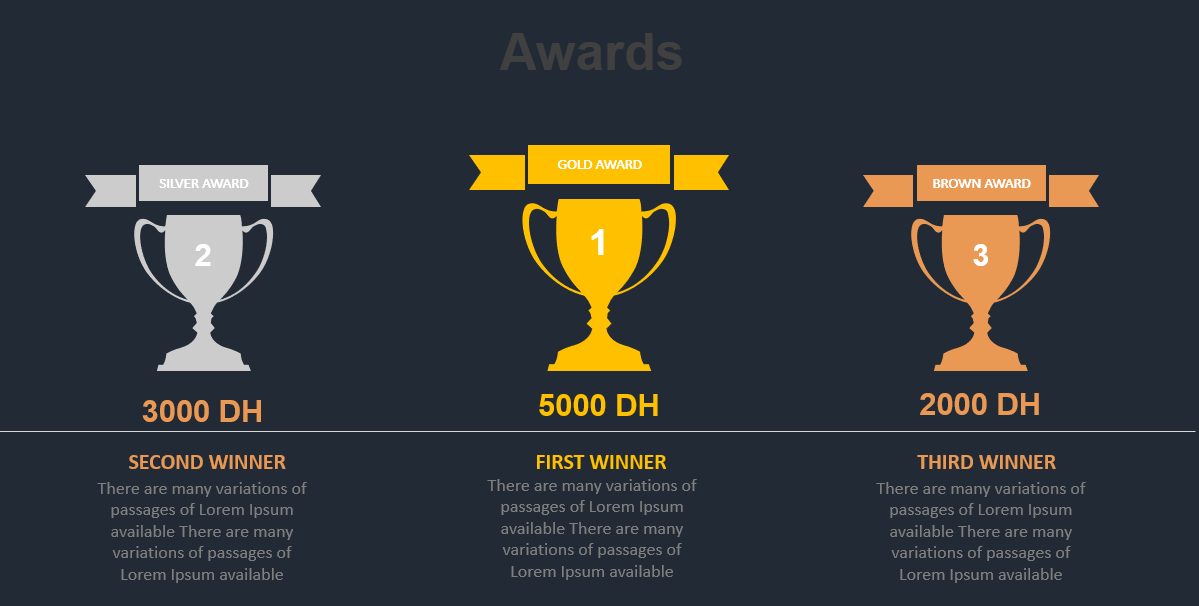 Awards
SILVER AWARD
2
3000 DH
SECOND WINNER
There are many variations of
passages of Lorem Ipsum
available There are many
variations of passages of
Lorem Ipsum available
GOLD AWARD
1
5000 DH
FIRST WINNER
There are many variations of
passages of Lorem Ipsum
available There are many
variations of passages of
Lorem Ipsum available
BROWN AWARD
3
2000 DH
THIRD WINNER
There are many variations of
passages of Lorem Ipsum
available There are many
variations of passages of
Lorem Ipsum available